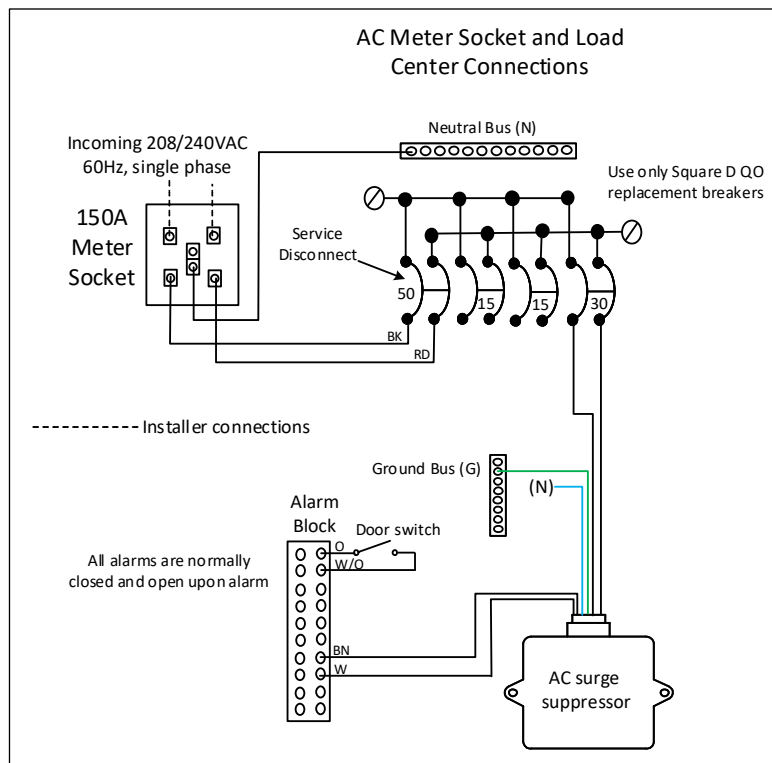 AC Meter Socket and Load
Center Connections
Neutral Bus (N)
Incoming 208/240VAC
60Hz, single phase
Use only Square D QO
replacement breakers
150A
Meter
Socket
Service
Disconnect
50
15
15
30
BK
RD
Installer connections
Ground Bus (G)
(N)
Alarm
Block
Door switch
O
W/O
All alarms are normally
closed and open upon alarm
BN
W
AC surge
suppressor